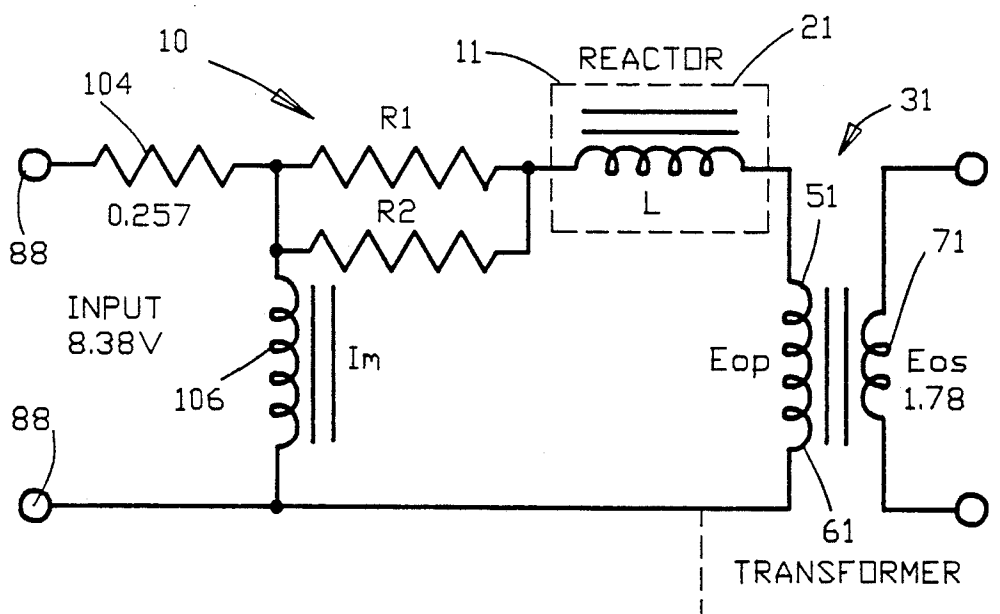 10
11
REACTOR
21
104
R1
31
0.257
R2
L
51
71
88
INPUT
8.38V
Im
106
Eop
Eos
1.78
88
61
TRANSFORMER